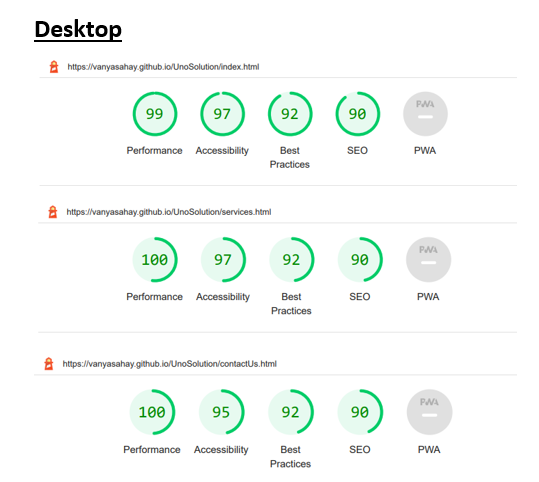 Desktop
https://vanyasahay.github.io/UnoSolution/index.html
99 97 92 90 PWA
Performance Accessibility Best Practices SEO PWA
https://vanyasahay.github.io/UnoSolution/services.html
100 97 92 90 PWA
Performance Accessibility Best Practices SEO PWA
https://vanyasahay.github.io/UnoSolution/contactUs.html
100 95 92 90 PWA
Performance Accessibility Best Practices SEO PWA